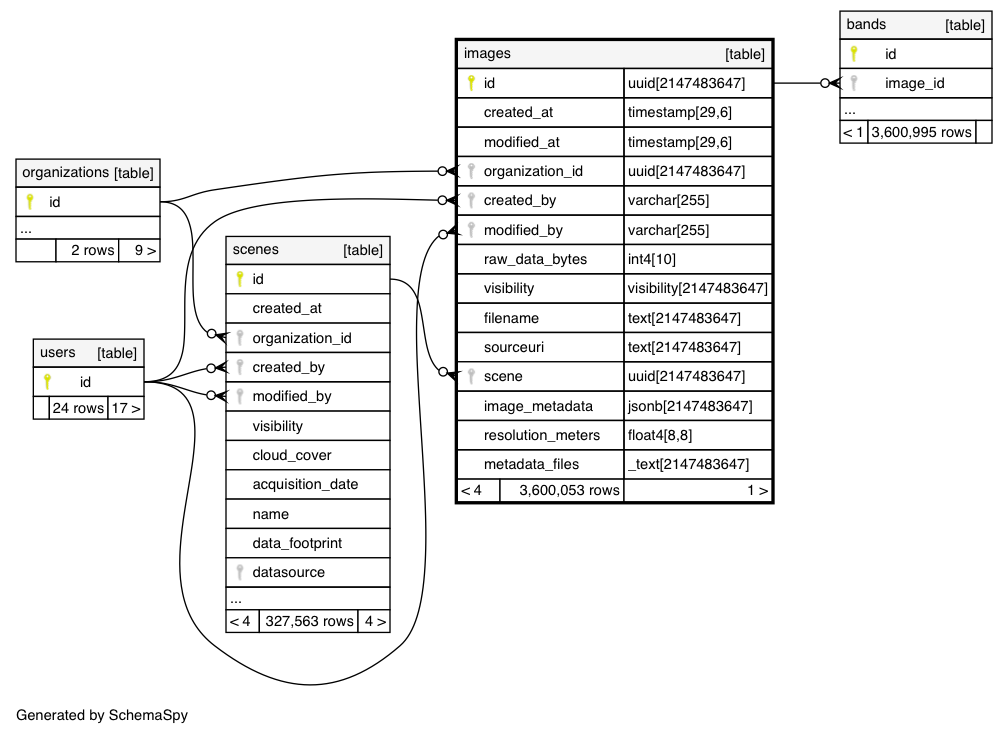 bands [table]
id
image_id
...
< 1 3,600,995 rows
images [table]
id uuid[2147483647]
created_at timestamp[29,6]
modified_at timestamp[29,6]
organization_id uuid[2147483647]
created_by varchar[255]
modified_by varchar[255]
raw_data_bytes int4[10]
visibility visibility[2147483647]
filename text[2147483647]
sourceuri text[2147483647]
scene uuid[2147483647]
image_metadata jsonb[2147483647]
resolution_meters float4[8,8]
metadata_files _text[2147483647]
< 4 3,600,053 rows 1 >
organizations [table]
id
...
2 rows 9 >
scenes [table]
id
created_at
organization_id
created_by
modified_by
visibility
cloud_cover
acquisition_date
name
data_footprint
datasource
...
< 4 327,563 rows 4 >
users [table]
id
24 rows 17 >
Generated by SchemaSpy